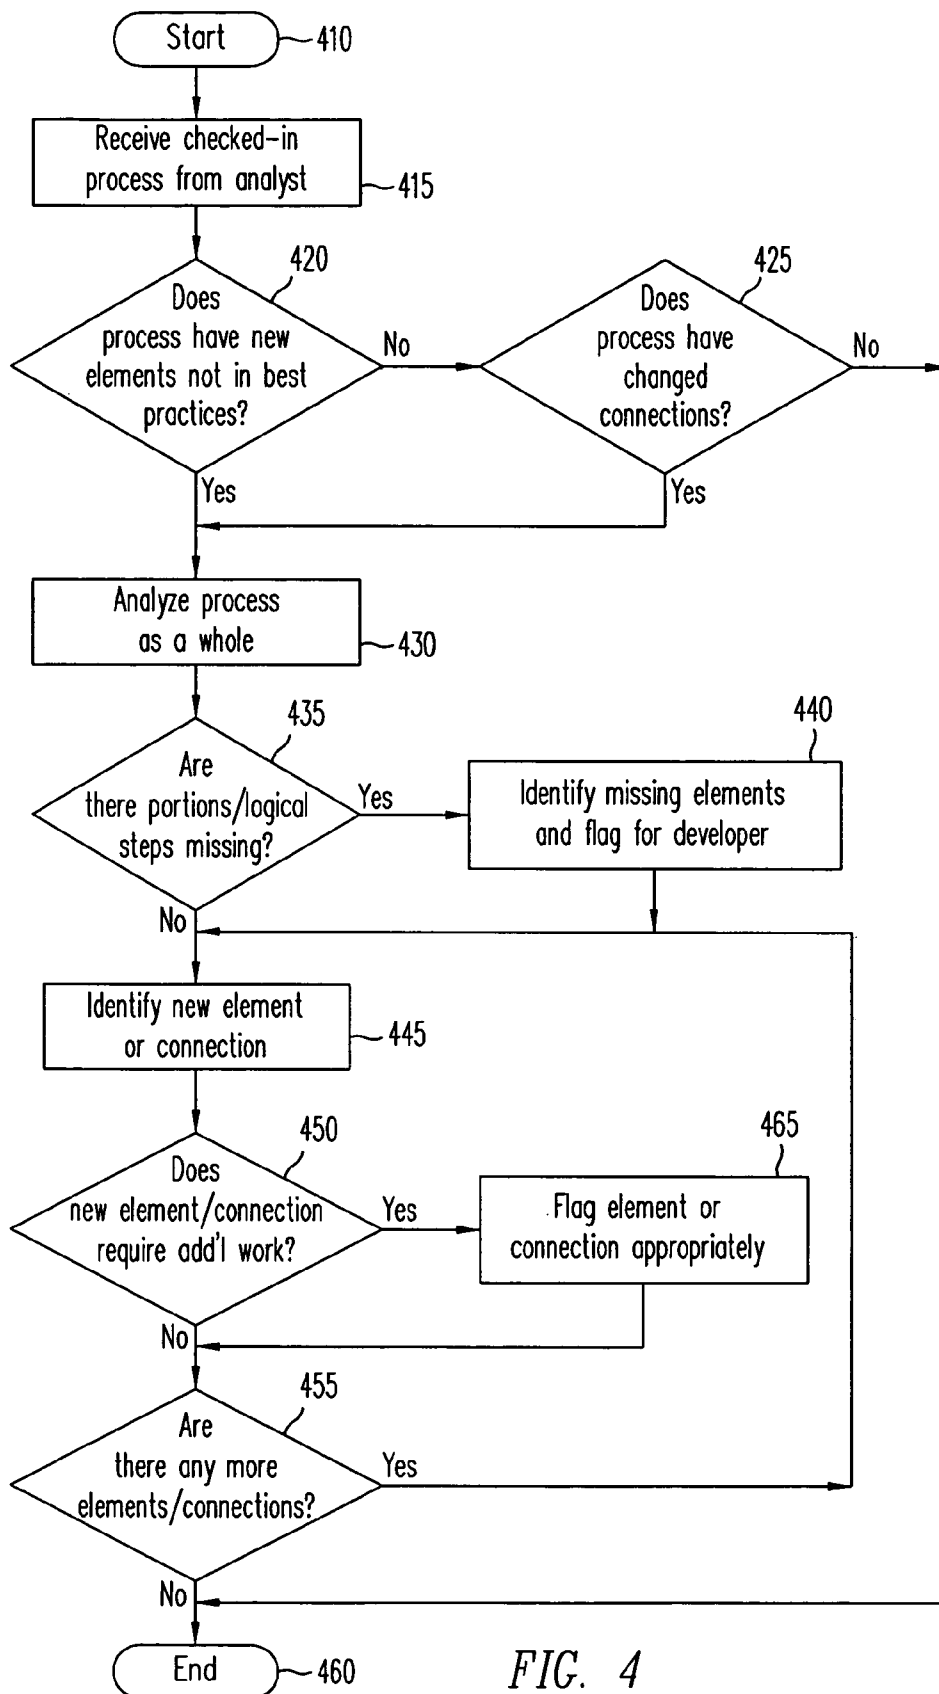 Start
410
Receive checked-in
process from analyst
415
420
Does
process have new
elements not in best
practices?
No
Yes
425
Does
process have
changed
connections?
No
Yes
Analyze process
as a whole
430
435
Are
there portions/logical
steps missing?
Yes
No
440
Identify missing elements
and flag for developer
Identify new element
or connection
445
450
Does
new element/connection
require add'l work?
Yes
No
465
Flag element or
connection appropriately
455
Are
there any more
elements/connections?
Yes
No
End
460
FIG. 4